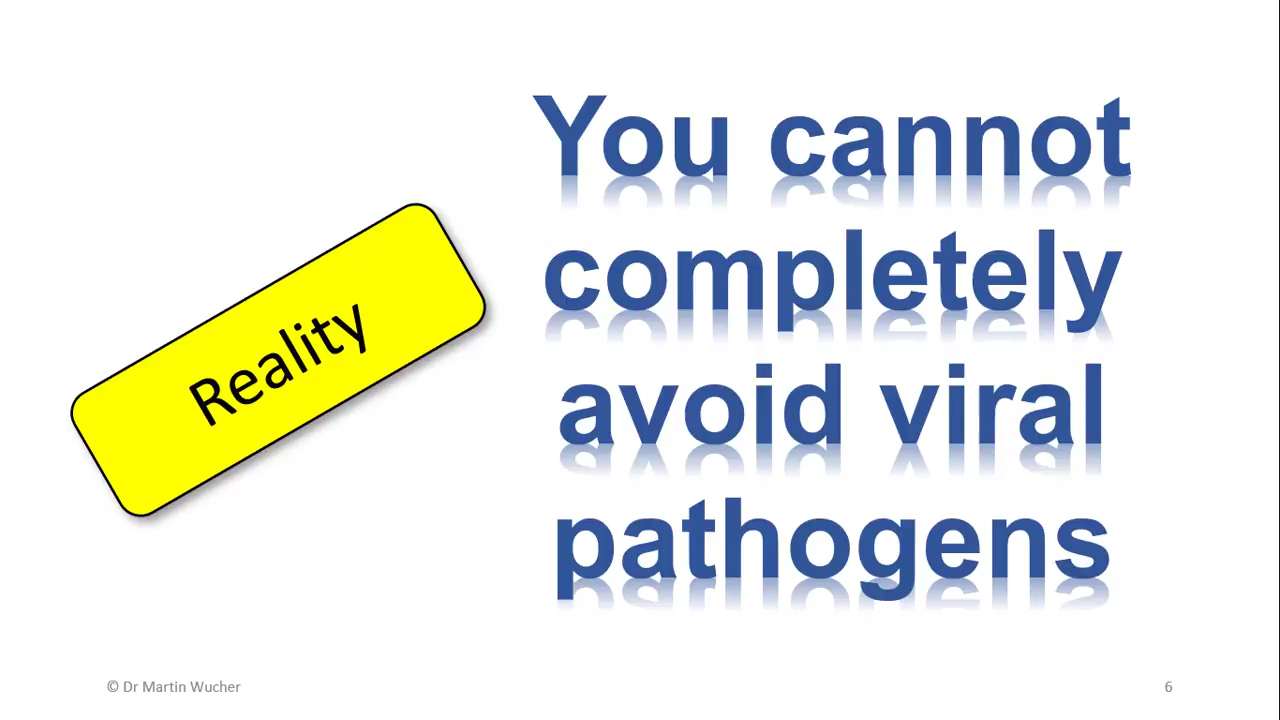 Reality
You cannot
completely
avoid viral
pathogens
© Dr Martin Wucher
6